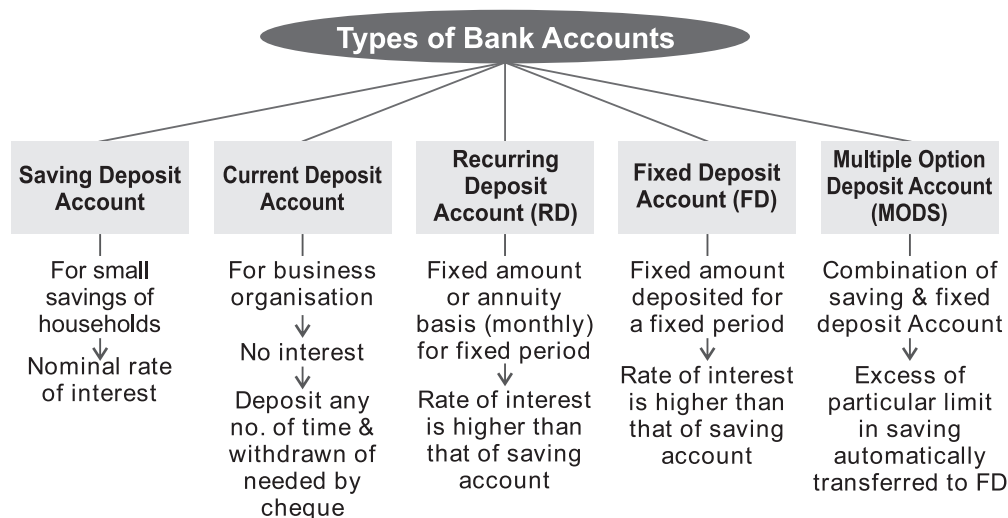 Types of Bank Accounts
Saving Deposit
Account
For small
savings of
households
Nominal rate
of interest
Current Deposit
Account
For business
organisation
No interest
Deposit any
no. of time &
withdrawn of
needed by
cheque
Recurring
Deposit
Account (RD)
Fixed amount
or annuity
basis (monthly)
for fixed period
Rate of interest
is higher than
that of saving
account
Fixed Deposit
Account (FD)
Fixed amount
deposited for
a fixed period
Rate of interest
is higher than
that of saving
account
Multiple Option
Deposit Account
(MODS)
Combination of
saving & fixed
deposit Account
Excess of
particular limit
in saving
automatically
transferred to FD